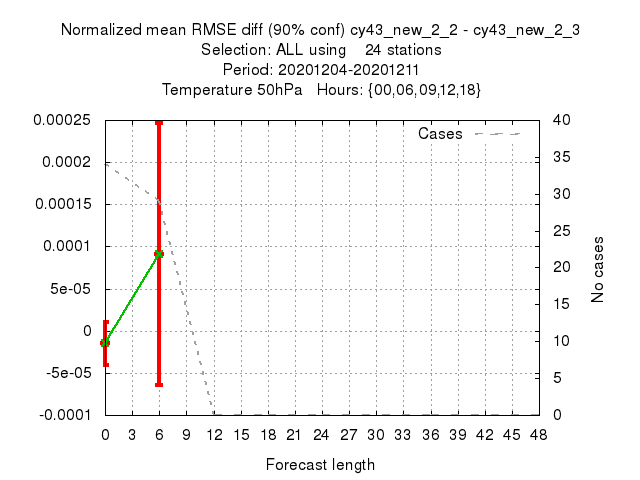 Normalized mean RMSE diff (90% conf) cy43_new_2_2 - cy43_new_2_3
Selection: ALL using    24 stations
Period: 20201204-20201211
Temperature 50hPa   Hours: {00,06,09,12,18}
Cases
0.00025
0.0002
0.00015
0.0001
5e-05
0
-5e-05
-0.0001
40
35
30
25
20
15
10
5
0
No cases
0 3 6 9 12 15 18 21 24 27 30 33 36 39 42 45 48
Forecast length